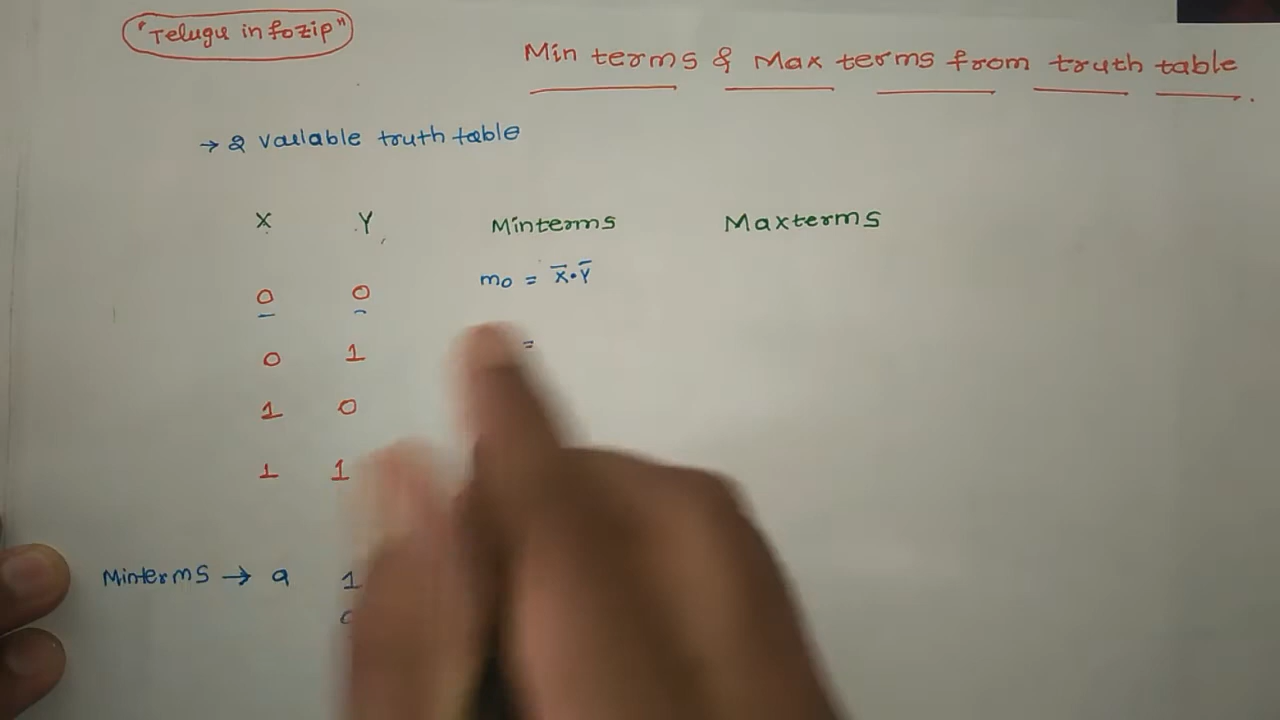 "Telugu infozip"
Min terms & Max terms from truth table.
→ 2 valiable truth table
X Y Minterms Maxterms
0 0 m0 = X̅·Y̅
0 1 =
1 0
1 1
Minterms → a 1